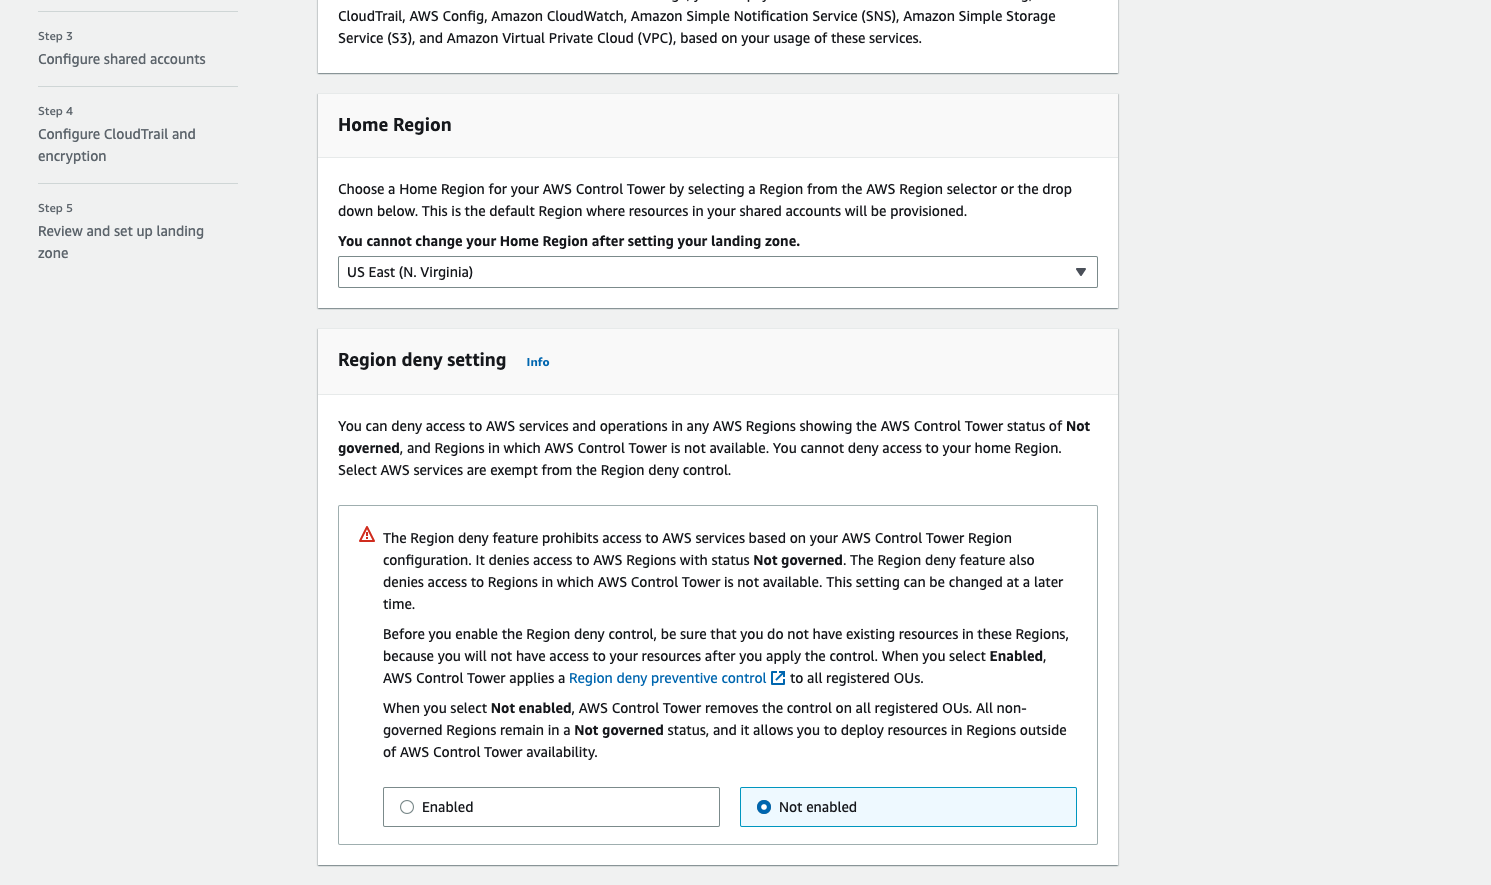 Step 3
Configure shared accounts
Step 4
Configure CloudTrail and
encryption
Step 5
Review and set up landing
zone
CloudTrail, AWS Config, Amazon CloudWatch, Amazon Simple Notification Service (SNS), Amazon Simple Storage
Service (S3), and Amazon Virtual Private Cloud (VPC), based on your usage of these services.
Home Region
Choose a Home Region for your AWS Control Tower by selecting a Region from the AWS Region selector or the drop
down below. This is the default Region where resources in your shared accounts will be provisioned.
You cannot change your Home Region after setting your landing zone.
US East (N. Virginia)
Region deny setting Info
You can deny access to AWS services and operations in any AWS Regions showing the AWS Control Tower status of Not
governed, and Regions in which AWS Control Tower is not available. You cannot deny access to your home Region.
Select AWS services are exempt from the Region deny control.
The Region deny feature prohibits access to AWS services based on your AWS Control Tower Region
configuration. It denies access to AWS Regions with status Not governed. The Region deny feature also
denies access to Regions in which AWS Control Tower is not available. This setting can be changed at a later
time.
Before you enable the Region deny control, be sure that you do not have existing resources in these Regions,
because you will not have access to your resources after you apply the control. When you select Enabled,
AWS Control Tower applies a Region deny preventive control to all registered OUs.
When you select Not enabled, AWS Control Tower removes the control on all registered OUs. All non-
governed Regions remain in a Not governed status, and it allows you to deploy resources in Regions outside
of AWS Control Tower availability.
Enabled
Not enabled